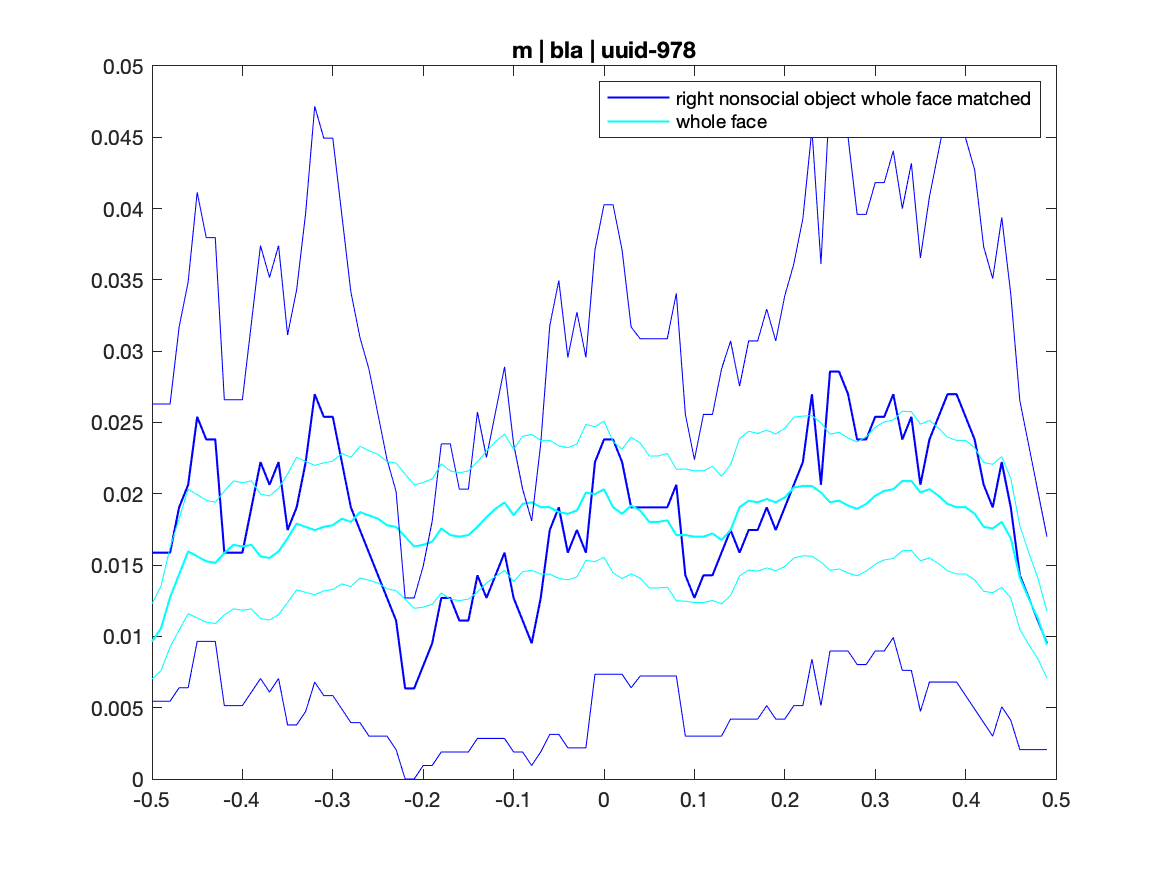 m | bla | uuid-978
right nonsocial object whole face matched
whole face
0.05
0.045
0.04
0.035
0.03
0.025
0.02
0.015
0.01
0.005
0
-0.5 -0.4 -0.3 -0.2 -0.1 0 0.1 0.2 0.3 0.4 0.5